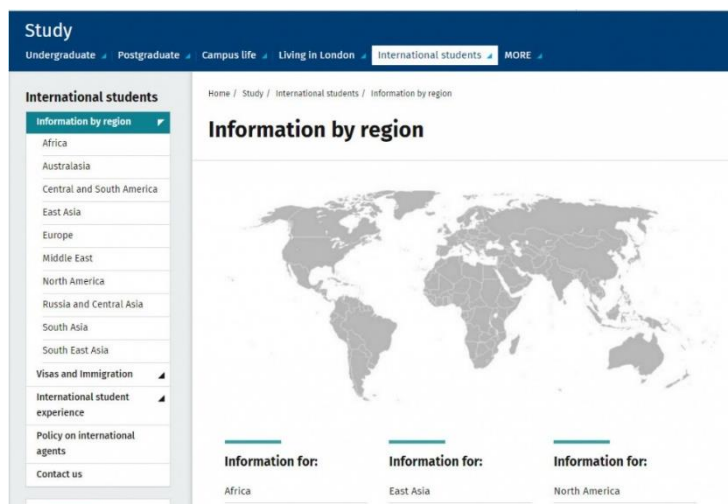 Study
Undergraduate Postgraduate Campus life Living in London International students MORE
International students
Information by region
Africa
Australasia
Central and South America
East Asia
Europe
Middle East
North America
Russia and Central Asia
South Asia
South East Asia
Visas and Immigration
International student
experience
Policy on international
agents
Contact us
Home / Study / International students / Information by region
Information by region
Information for: Information for: Information for:
Africa East Asia North America